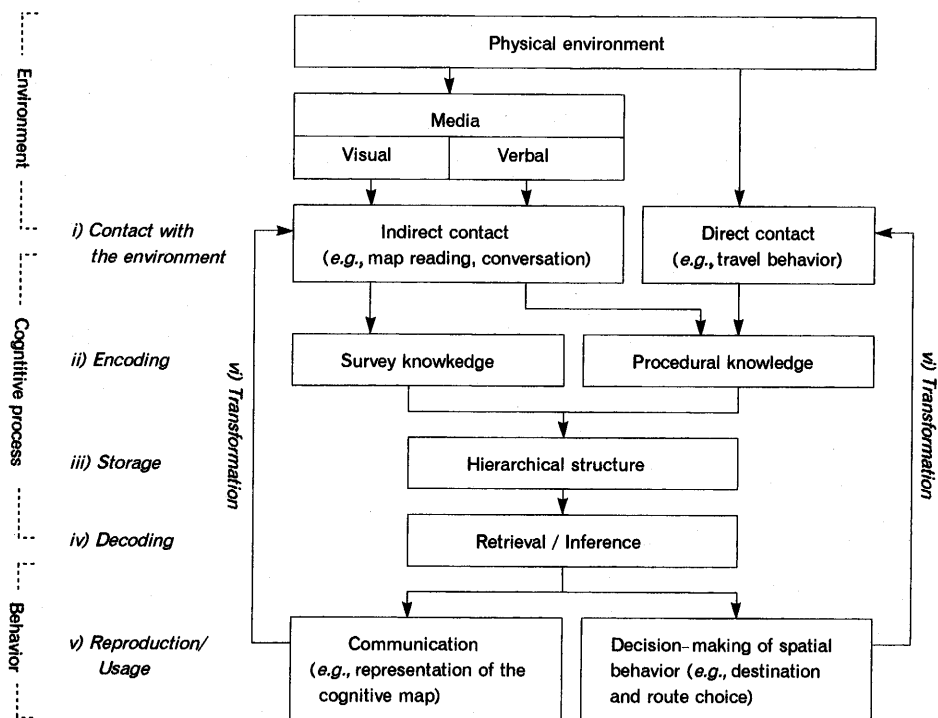 Environment
Physical environment
Media
Visual
Verbal
i) Contact with
the environment
Indirect contact
(e.g., map reading, conversation)
Direct contact
(e.g., travel behavior)
Cogntitive process
ii) Encoding
Survey knowkedge
Procedural knowledge
vi) Transformation
vi) Transformation
iii) Storage
Hierarchical structure
iv) Decoding
Retrieval / Inference
Behavior
v) Reproduction/
Usage
Communication
(e.g., representation of the
cognitive map)
Decision-making of spatial
behavior (e.g., destination
and route choice)